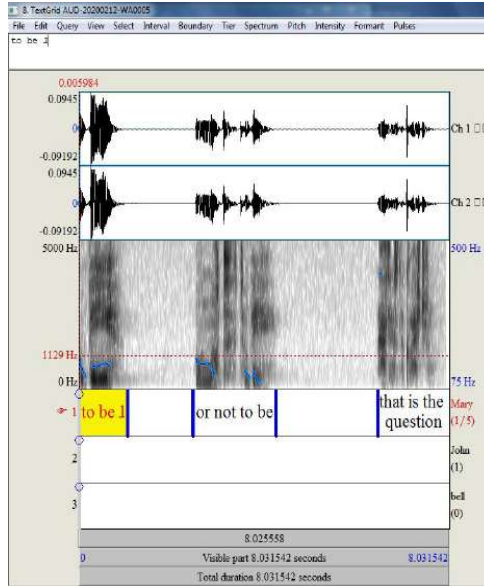 8. TextGrid AUD-20200212-WA0005
File Edit Query View Select Interval Boundary Tier Spectrum Pitch Intensity Formant Pulses
to be l
0.005984
0.0945
0
-0.09192
Ch 1
0.0945
0
-0.09192
Ch 2
5000 Hz
500 Hz
1129 Hz
0 Hz
75 Hz
1 to be l or not to be that is the question
Mary (1/5)
2
John (1)
3
bell (0)
8.025558
0 Visible part 8.031542 seconds 8.031542
Total duration 8.031542 seconds